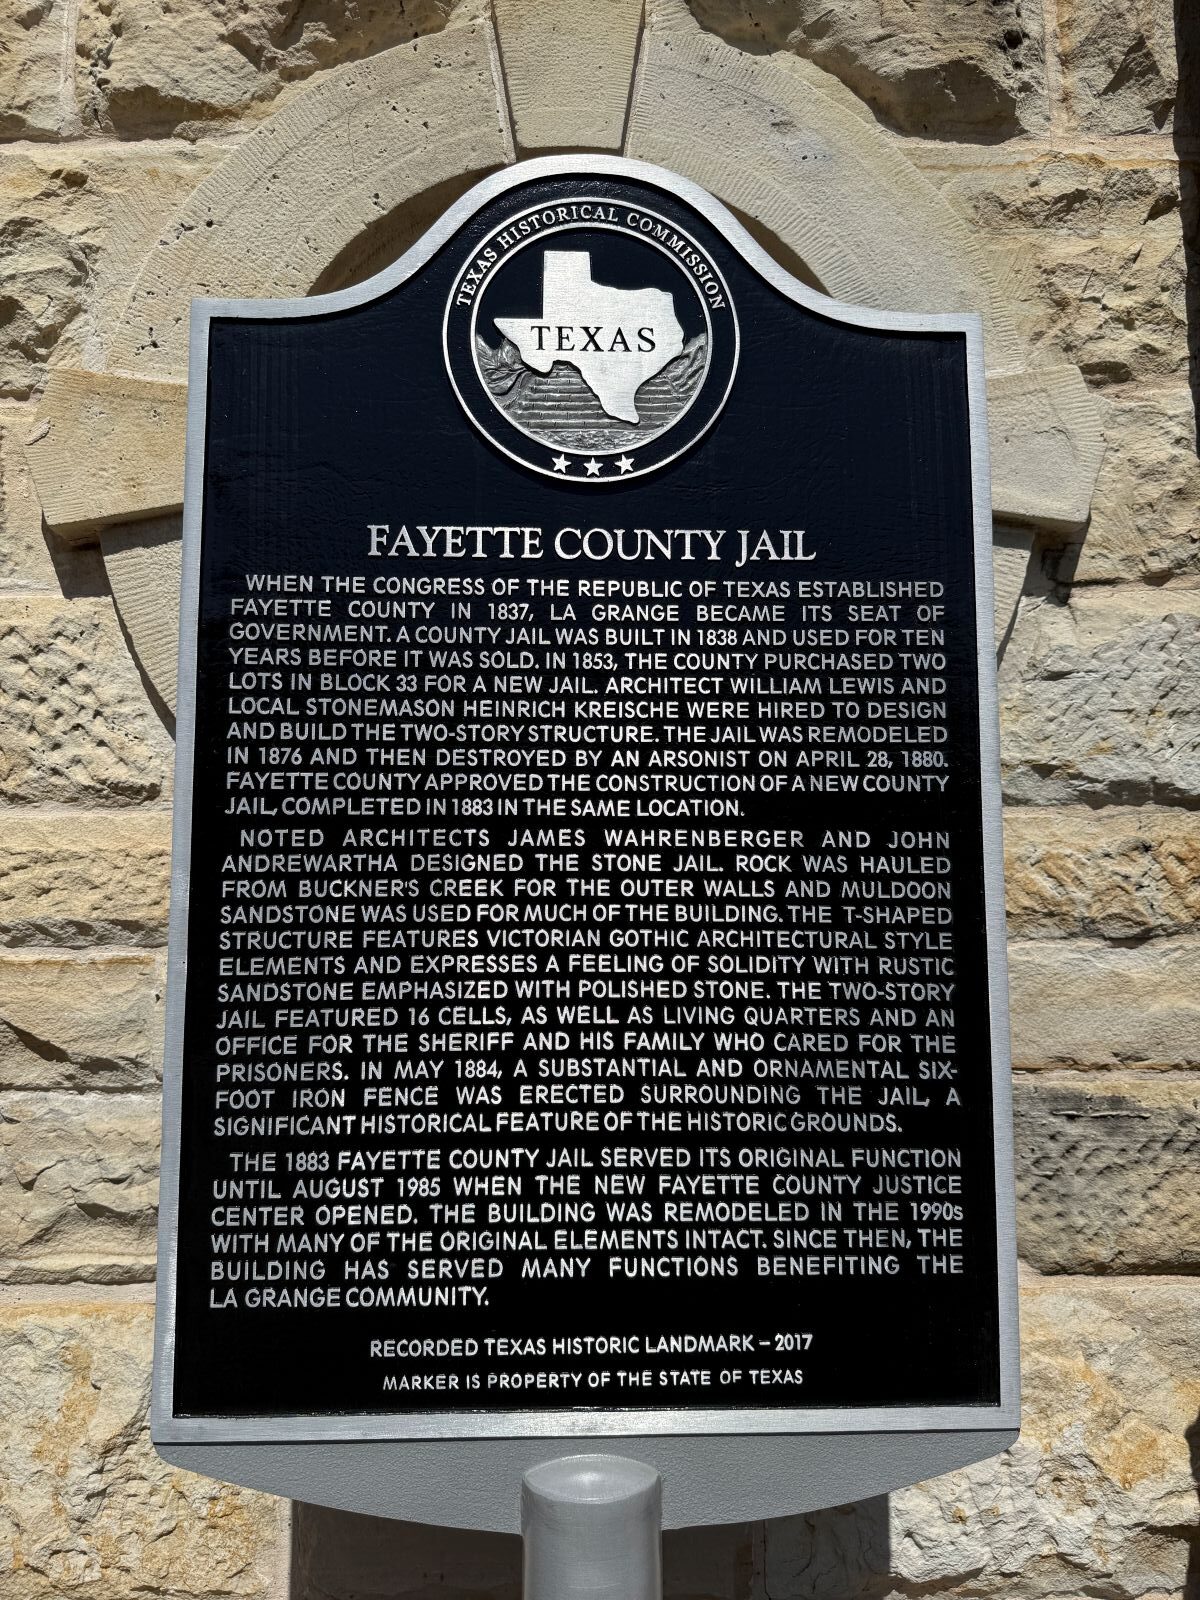 TEXAS HISTORICAL COMMISSION
TEXAS
FAYETTE COUNTY JAIL
WHEN THE CONGRESS OF THE REPUBLIC OF TEXAS ESTABLISHED
FAYETTE COUNTY IN 1837, LA GRANGE BECAME ITS SEAT OF
GOVERNMENT. A COUNTY JAIL WAS BUILT IN 1838 AND USED FOR TEN
YEARS BEFORE IT WAS SOLD. IN 1853, THE COUNTY PURCHASED TWO
LOTS IN BLOCK 33 FOR A NEW JAIL. ARCHITECT WILLIAM LEWIS AND
LOCAL STONEMASON HEINRICH KREISCHE WERE HIRED TO DESIGN
AND BUILD THE TWO-STORY STRUCTURE. THE JAIL WAS REMODELED
IN 1876 AND THEN DESTROYED BY AN ARSONIST ON APRIL 28, 1880.
FAYETTE COUNTY APPROVED THE CONSTRUCTION OF A NEW COUNTY
JAIL, COMPLETED IN 1883 IN THE SAME LOCATION.
NOTED ARCHITECTS JAMES WAHRENBERGER AND JOHN
ANDREWARTHA DESIGNED THE STONE JAIL. ROCK WAS HAULED
FROM BUCKNER'S CREEK FOR THE OUTER WALLS AND MULDOON
SANDSTONE WAS USED FOR MUCH OF THE BUILDING. THE T-SHAPED
STRUCTURE FEATURES VICTORIAN GOTHIC ARCHITECTURAL STYLE
ELEMENTS AND EXPRESSES A FEELING OF SOLIDITY WITH RUSTIC
SANDSTONE EMPHASIZED WITH POLISHED STONE. THE TWO-STORY
JAIL FEATURED 16 CELLS, AS WELL AS LIVING QUARTERS AND AN
OFFICE FOR THE SHERIFF AND HIS FAMILY WHO CARED FOR THE
PRISONERS. IN MAY 1884, A SUBSTANTIAL AND ORNAMENTAL SIX-
FOOT IRON FENCE WAS ERECTED SURROUNDING THE JAIL, A
SIGNIFICANT HISTORICAL FEATURE OF THE HISTORIC GROUNDS.
THE 1883 FAYETTE COUNTY JAIL SERVED ITS ORIGINAL FUNCTION
UNTIL AUGUST 1985 WHEN THE NEW FAYETTE COUNTY JUSTICE
CENTER OPENED. THE BUILDING WAS REMODELED IN THE 1990s
WITH MANY OF THE ORIGINAL ELEMENTS INTACT. SINCE THEN, THE
BUILDING HAS SERVED MANY FUNCTIONS BENEFITING THE
LA GRANGE COMMUNITY.
RECORDED TEXAS HISTORIC LANDMARK – 2017
MARKER IS PROPERTY OF THE STATE OF TEXAS